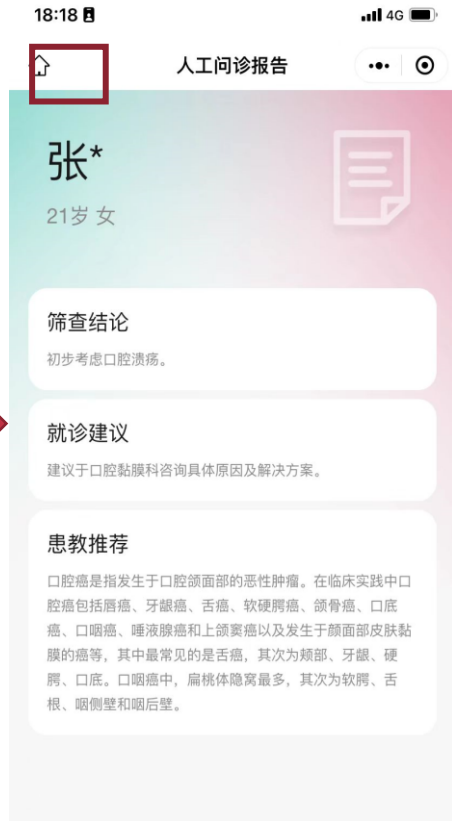 18:18 4G
人工问诊报告
张*
21岁 女
筛查结论
初步考虑口腔溃疡。
就诊建议
建议于口腔黏膜科咨询具体原因及解决方案。
患教推荐
口腔癌是指发生于口腔颌面部的恶性肿瘤。在临床实践中口
腔癌包括唇癌、牙龈癌、舌癌、软硬腭癌、颌骨癌、口底
癌、口咽癌、唾液腺癌和上颌窦癌以及发生于颜面部皮肤黏
膜的癌等，其中最常见的是舌癌，其次为颊部、牙龈、硬
腭、口底。口咽癌中，扁桃体隐窝最多，其次为软腭、舌
根、咽侧壁和咽后壁。